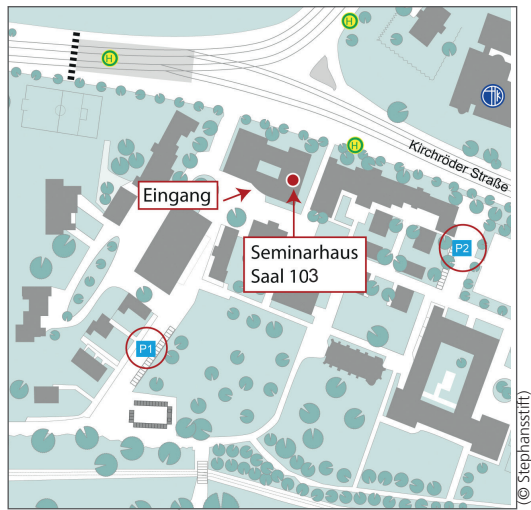 H
H
H
Kirchröder Straße
Eingang
Seminarhaus
Saal 103
P2
P1
(© Stephansstift)